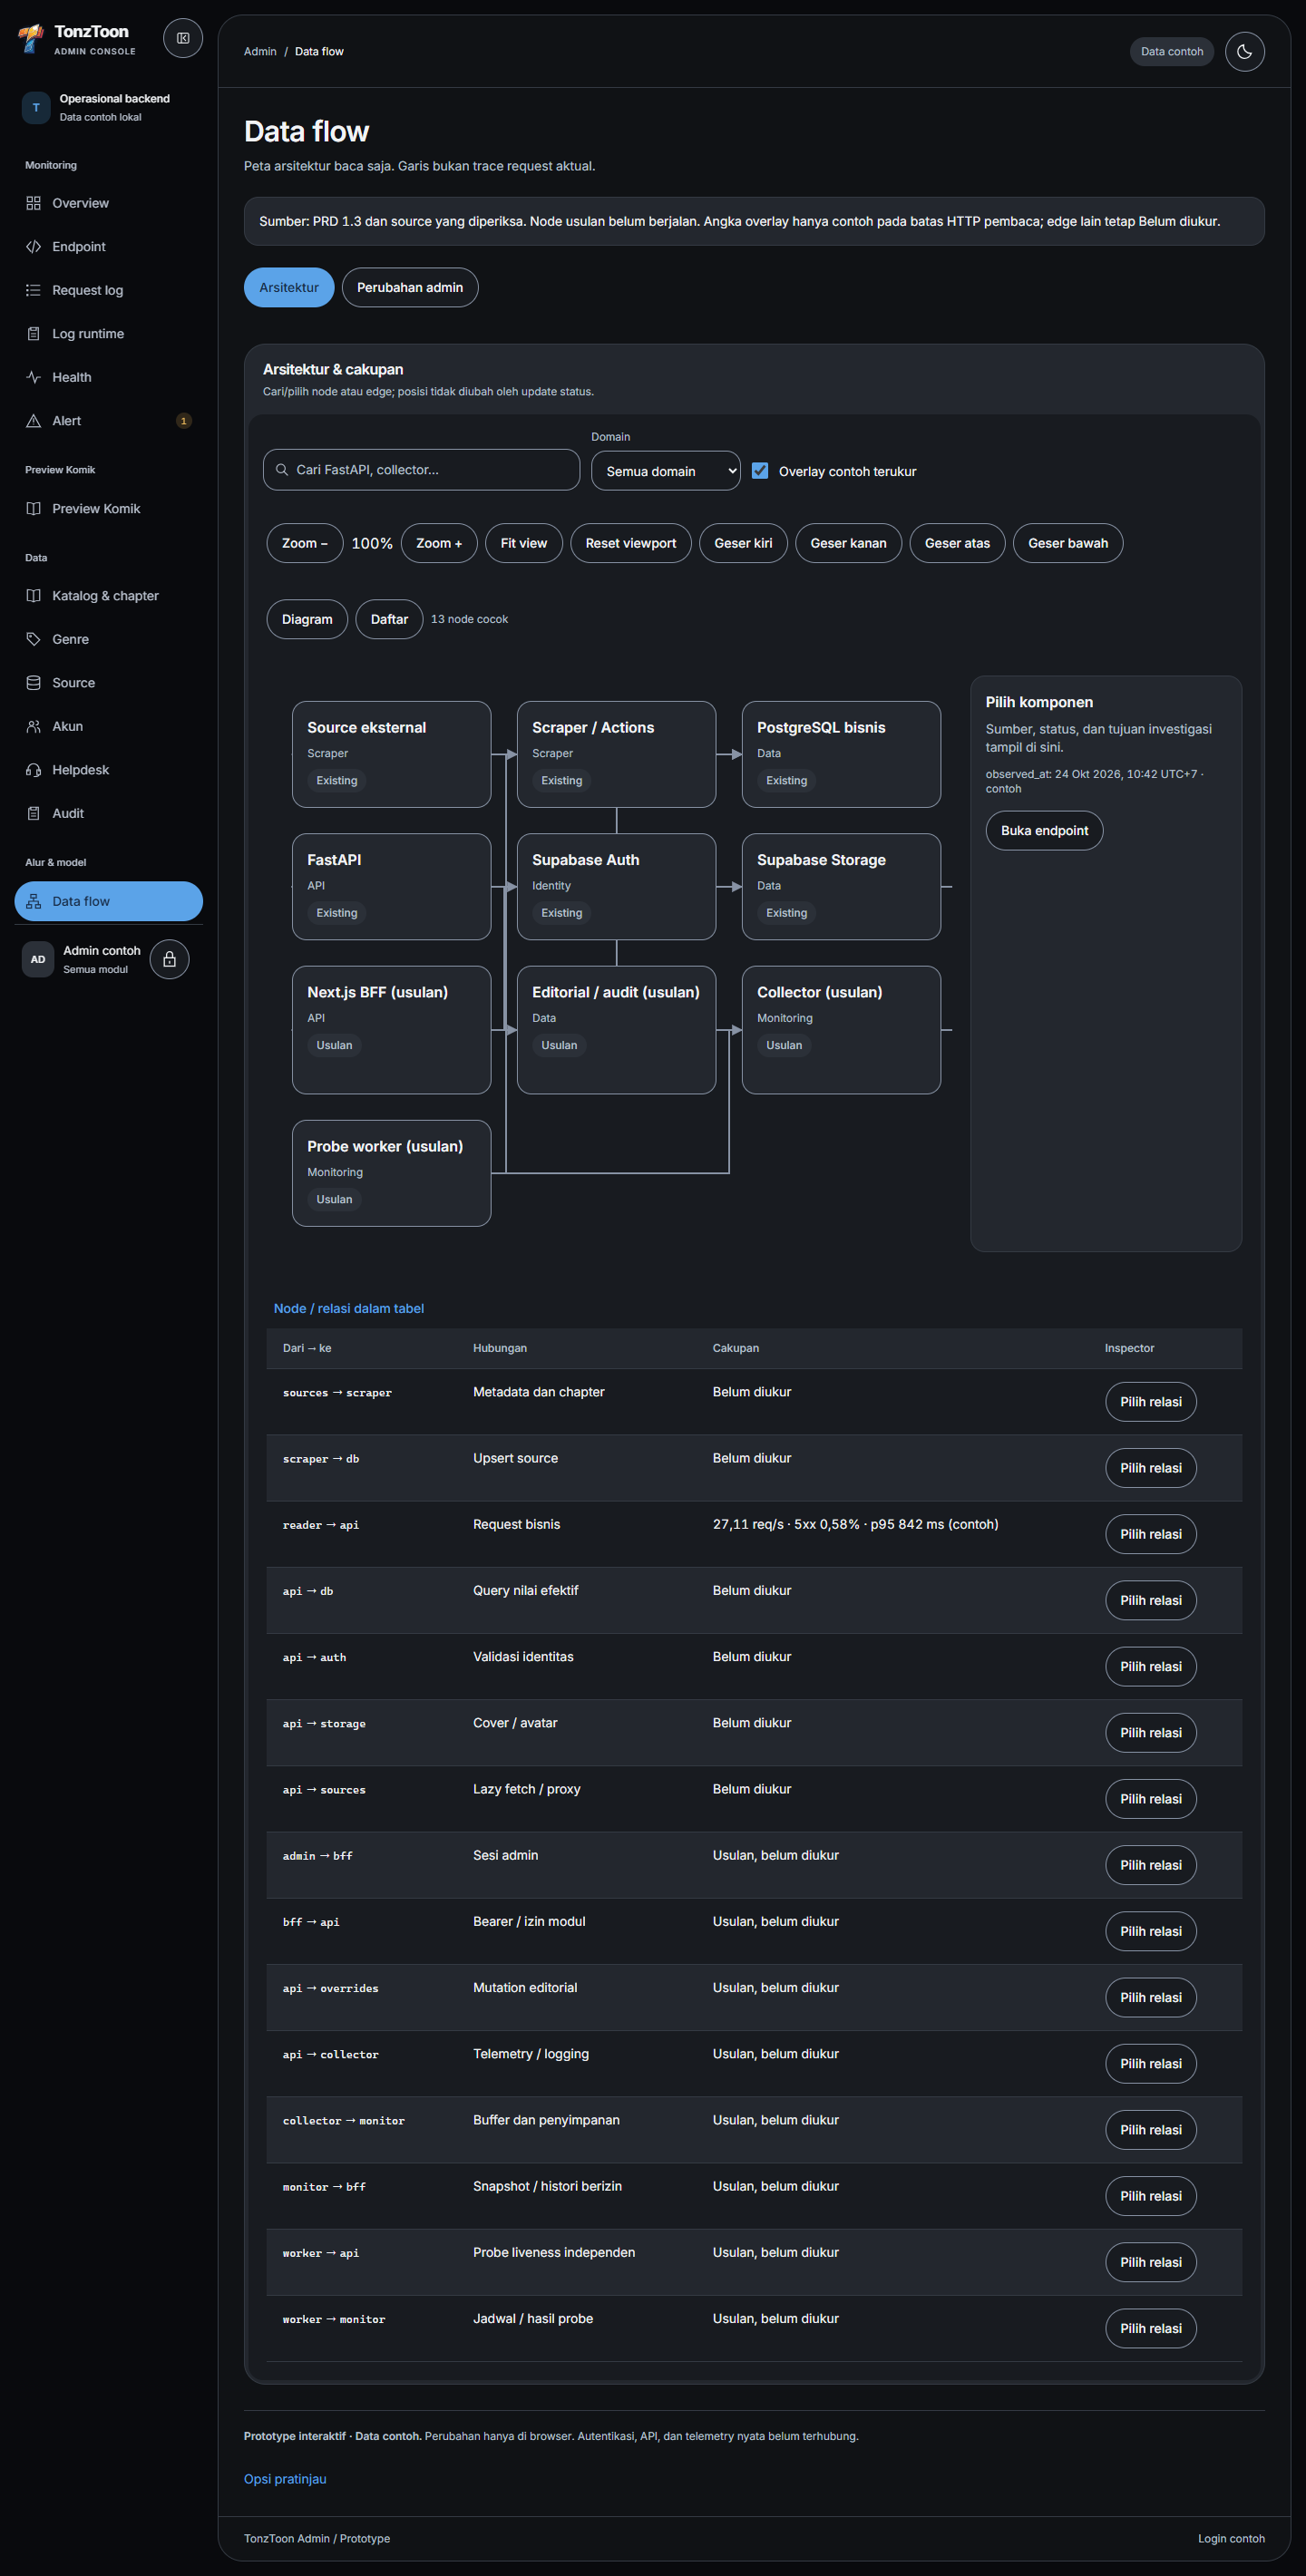 TonzToon
ADMIN CONSOLE
T
Operasional backend
Data contoh lokal
Monitoring
Overview
Endpoint
Request log
Log runtime
Health
Alert
1
Preview Komik
Preview Komik
Data
Katalog & chapter
Genre
Source
Akun
Helpdesk
Audit
Alur & model
Data flow
AD
Admin contoh
Semua modul
Admin / Data flow
Data contoh
Data flow
Peta arsitektur baca saja. Garis bukan trace request aktual.
Sumber: PRD 1.3 dan source yang diperiksa. Node usulan belum berjalan. Angka overlay hanya contoh pada batas HTTP pembaca; edge lain tetap Belum diukur.
Arsitektur
Perubahan admin
Arsitektur & cakupan
Cari/pilih node atau edge; posisi tidak diubah oleh update status.
Domain
Cari FastAPI, collector...
Semua domain
Overlay contoh terukur
Zoom −
100%
Zoom +
Fit view
Reset viewport
Geser kiri
Geser kanan
Geser atas
Geser bawah
Diagram
Daftar
13 node cocok
Source eksternal
Scraper
Existing
Scraper / Actions
Scraper
Existing
PostgreSQL bisnis
Data
Existing
FastAPI
API
Existing
Supabase Auth
Identity
Existing
Supabase Storage
Data
Existing
Next.js BFF (usulan)
API
Usulan
Editorial / audit (usulan)
Data
Usulan
Collector (usulan)
Monitoring
Usulan
Probe worker (usulan)
Monitoring
Usulan
Pilih komponen
Sumber, status, dan tujuan investigasi
tampil di sini.
observed_at: 24 Okt 2026, 10:42 UTC+7 ·
contoh
Buka endpoint
Node / relasi dalam tabel
Dari → ke Hubungan Cakupan Inspector
sources → scraper Metadata dan chapter Belum diukur Pilih relasi
scraper → db Upsert source Belum diukur Pilih relasi
reader → api Request bisnis 27,11 req/s · 5xx 0,58% · p95 842 ms (contoh) Pilih relasi
api → db Query nilai efektif Belum diukur Pilih relasi
api → auth Validasi identitas Belum diukur Pilih relasi
api → storage Cover / avatar Belum diukur Pilih relasi
api → sources Lazy fetch / proxy Belum diukur Pilih relasi
admin → bff Sesi admin Usulan, belum diukur Pilih relasi
bff → api Bearer / izin modul Usulan, belum diukur Pilih relasi
api → overrides Mutation editorial Usulan, belum diukur Pilih relasi
api → collector Telemetry / logging Usulan, belum diukur Pilih relasi
collector → monitor Buffer dan penyimpanan Usulan, belum diukur Pilih relasi
monitor → bff Snapshot / histori berizin Usulan, belum diukur Pilih relasi
worker → api Probe liveness independen Usulan, belum diukur Pilih relasi
worker → monitor Jadwal / hasil probe Usulan, belum diukur Pilih relasi
Prototype interaktif · Data contoh. Perubahan hanya di browser. Autentikasi, API, dan telemetry nyata belum terhubung.
Opsi pratinjau
TonzToon Admin / Prototype
Login contoh